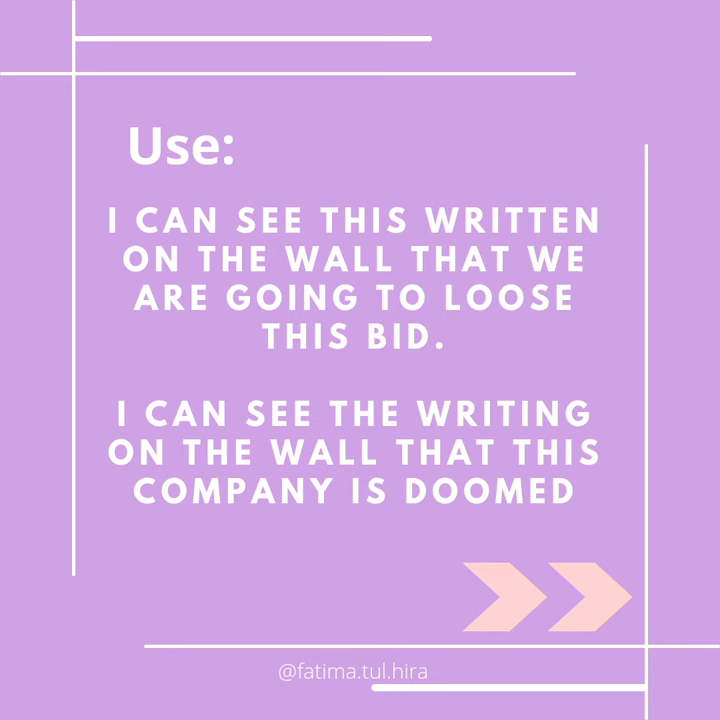 Use:
I CAN SEE THIS WRITTEN
ON THE WALL THAT WE
ARE GOING TO LOOSE
THIS BID.
I CAN SEE THE WRITING
ON THE WALL THAT THIS
COMPANY IS DOOMED
@fatima.tul.hira